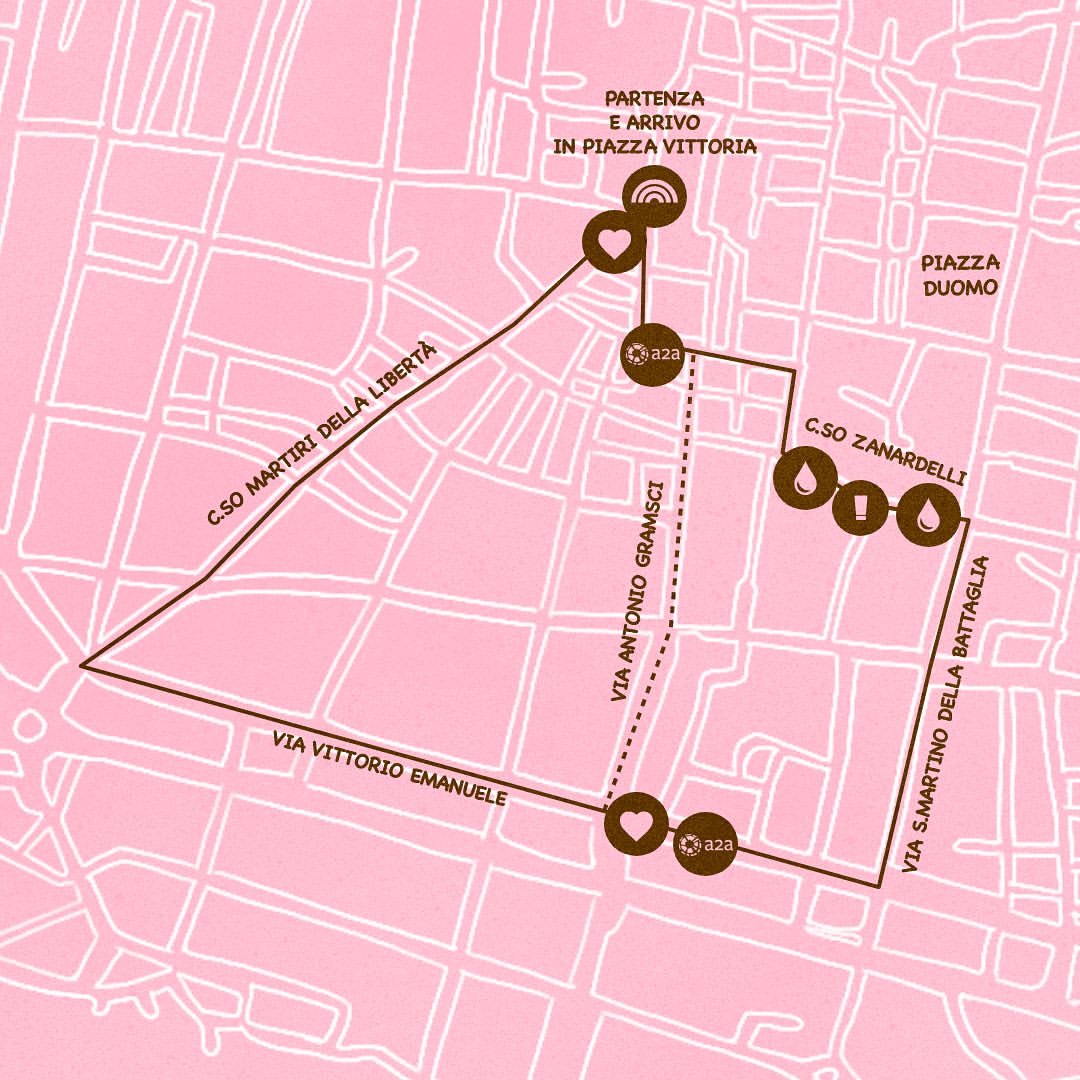 PARTENZA
E ARRIVO
IN PIAZZA VITTORIA
PIAZZA
DUOMO
a2a
C.SO MARTIRI DELLA LIBERTÀ
C.SO ZANARDELLI
VIA ANTONIO GRAMSCI
VIA S.MARTINO DELLA BATTAGLIA
VIA VITTORIO EMANUELE
a2a